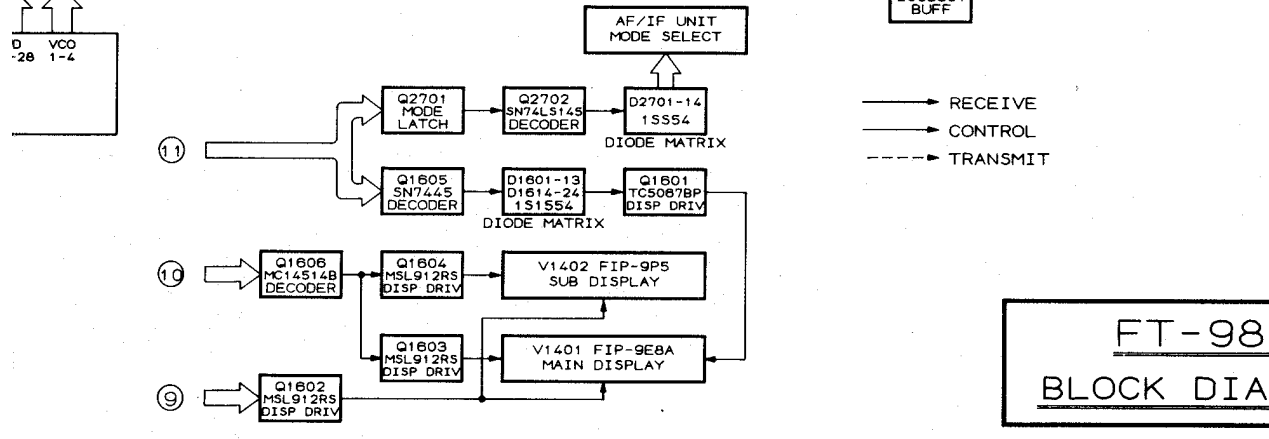 BUFF
VCO
-28 1-4
AF/IF UNIT
MODE SELECT
Q2701
MODE
LATCH
Q2702
SN74LS145
DECODER
D2701-14
1SS54
DIODE MATRIX
RECEIVE
CONTROL
TRANSMIT
11
Q1605
SN7445
DECODER
D1601-13
D1614-24
1S1554
DIODE MATRIX
Q1601
TC5067BP
DISP DRIV
10
Q1606
MC14514B
DECODER
Q1604
MSL912RS
DISP DRIV
V1402 FIP-9P5
SUB DISPLAY
Q1603
MSL912RS
DISP DRIV
V1401 FIP-9E8A
MAIN DISPLAY
9
Q1602
MSL912RS
DISP DRIV
FT-98
BLOCK DIA